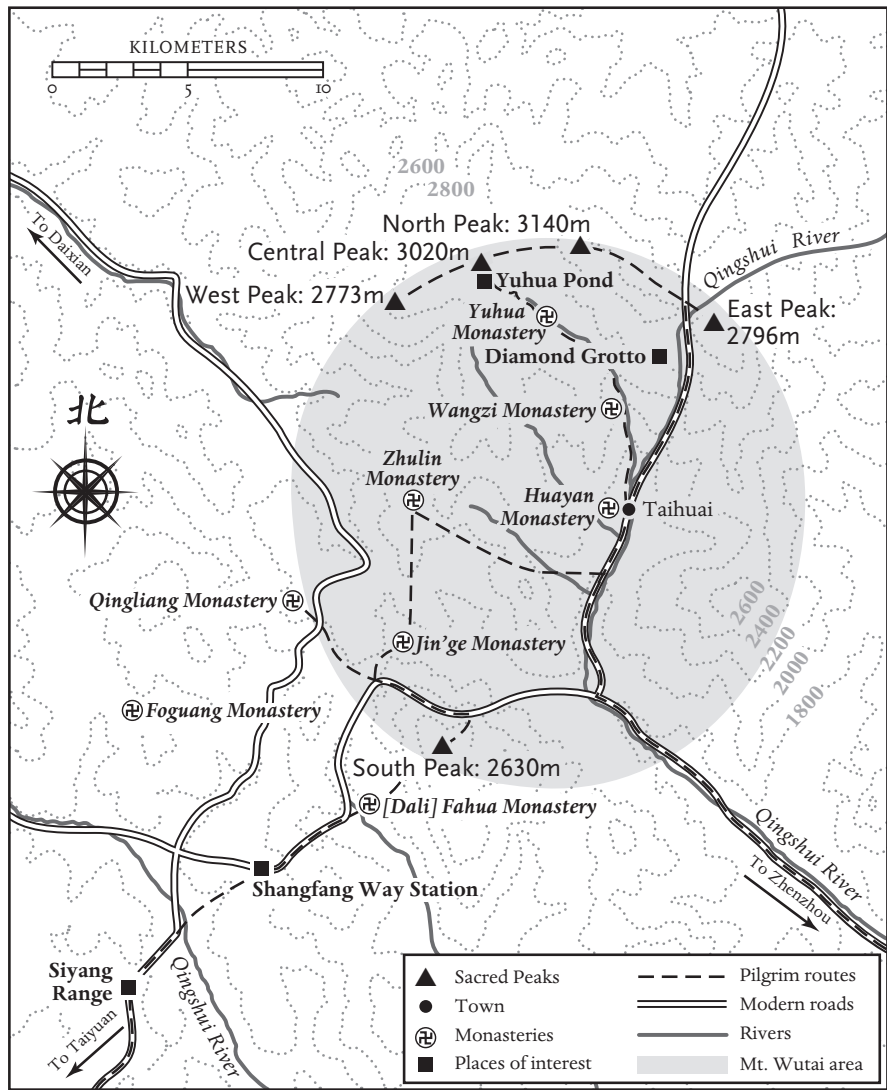 KILOMETERS
0 5 10
2600
2800
North Peak: 3140m
Central Peak: 3020m
West Peak: 2773m
Yuhua Pond
Yuhua
Monastery
Diamond Grotto
East Peak:
2796m
Qingshui River
To Daixian
北
Wangzi Monastery
Zhulin
Monastery
Huayan
Monastery
Taihuai
Qingliang Monastery
Jin'ge Monastery
Foguang Monastery
2600
2400
2200
2000
1800
South Peak: 2630m
[Dali] Fahua Monastery
Shangfang Way Station
Qingshui River
To Zhenzhou
Siyang
Range
Qingshui River
To Taiyuan
Sacred Peaks
Town
卍 Monasteries
Places of interest
Pilgrim routes
Modern roads
Rivers
Mt. Wutai area